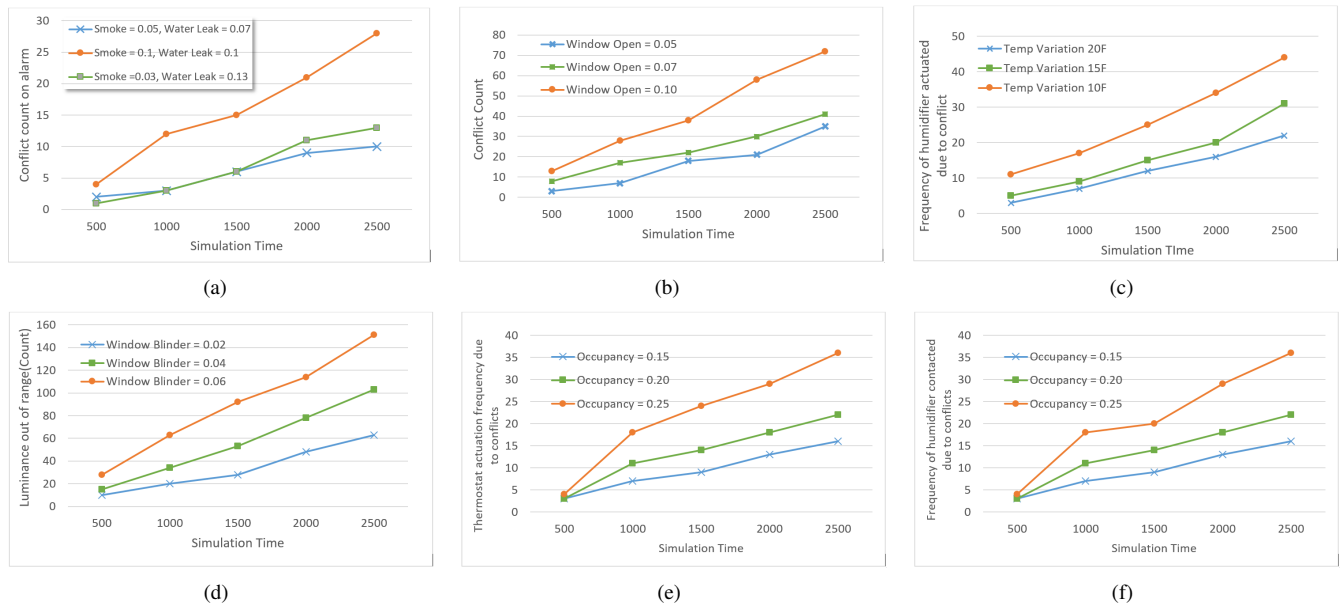 30
25
20
15
10
5
0
Conflict count on alarm
Smoke = 0.05, Water Leak = 0.07
Smoke = 0.1, Water Leak = 0.1
Smoke =0.03, Water Leak = 0.13
500 1000 1500 2000 2500
Simulation Time
(a)
80
70
60
50
40
30
20
10
0
Conflict Count
Window Open = 0.05
Window Open = 0.07
Window Open = 0.10
500 1000 1500 2000 2500
Simulation Time
(b)
50
40
30
20
10
0
Frequency of humidifier actuated
due to conflict
Temp Variation 20F
Temp Variation 15F
Temp Variation 10F
500 1000 1500 2000 2500
Simulation TIme
(c)
160
140
120
100
80
60
40
20
0
Luminance out of range(Count)
Window Blinder = 0.02
Window Blinder = 0.04
Window Blinder = 0.06
500 1000 1500 2000 2500
Simulation Time
(d)
40
35
30
25
20
15
10
5
0
Thermostat actuation frequency due
to conflicts
Occupancy = 0.15
Occupancy = 0.20
Occupancy = 0.25
500 1000 1500 2000 2500
Simulation Time
(e)
40
35
30
25
20
15
10
5
0
Frequency of humidifier contacted
due to conflicts
Occupancy = 0.15
Occupancy = 0.20
Occupancy = 0.25
500 1000 1500 2000 2500
Simulation Time
(f)